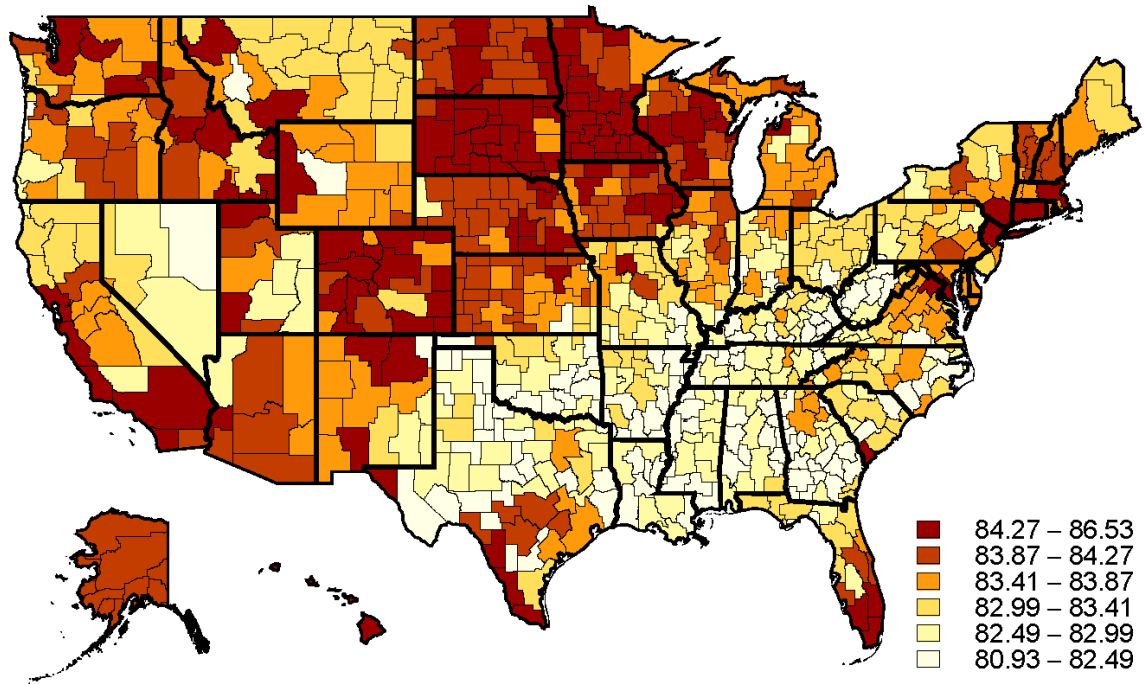 84.27 – 86.53
83.87 – 84.27
83.41 – 83.87
82.99 – 83.41
82.49 – 82.99
80.93 – 82.49